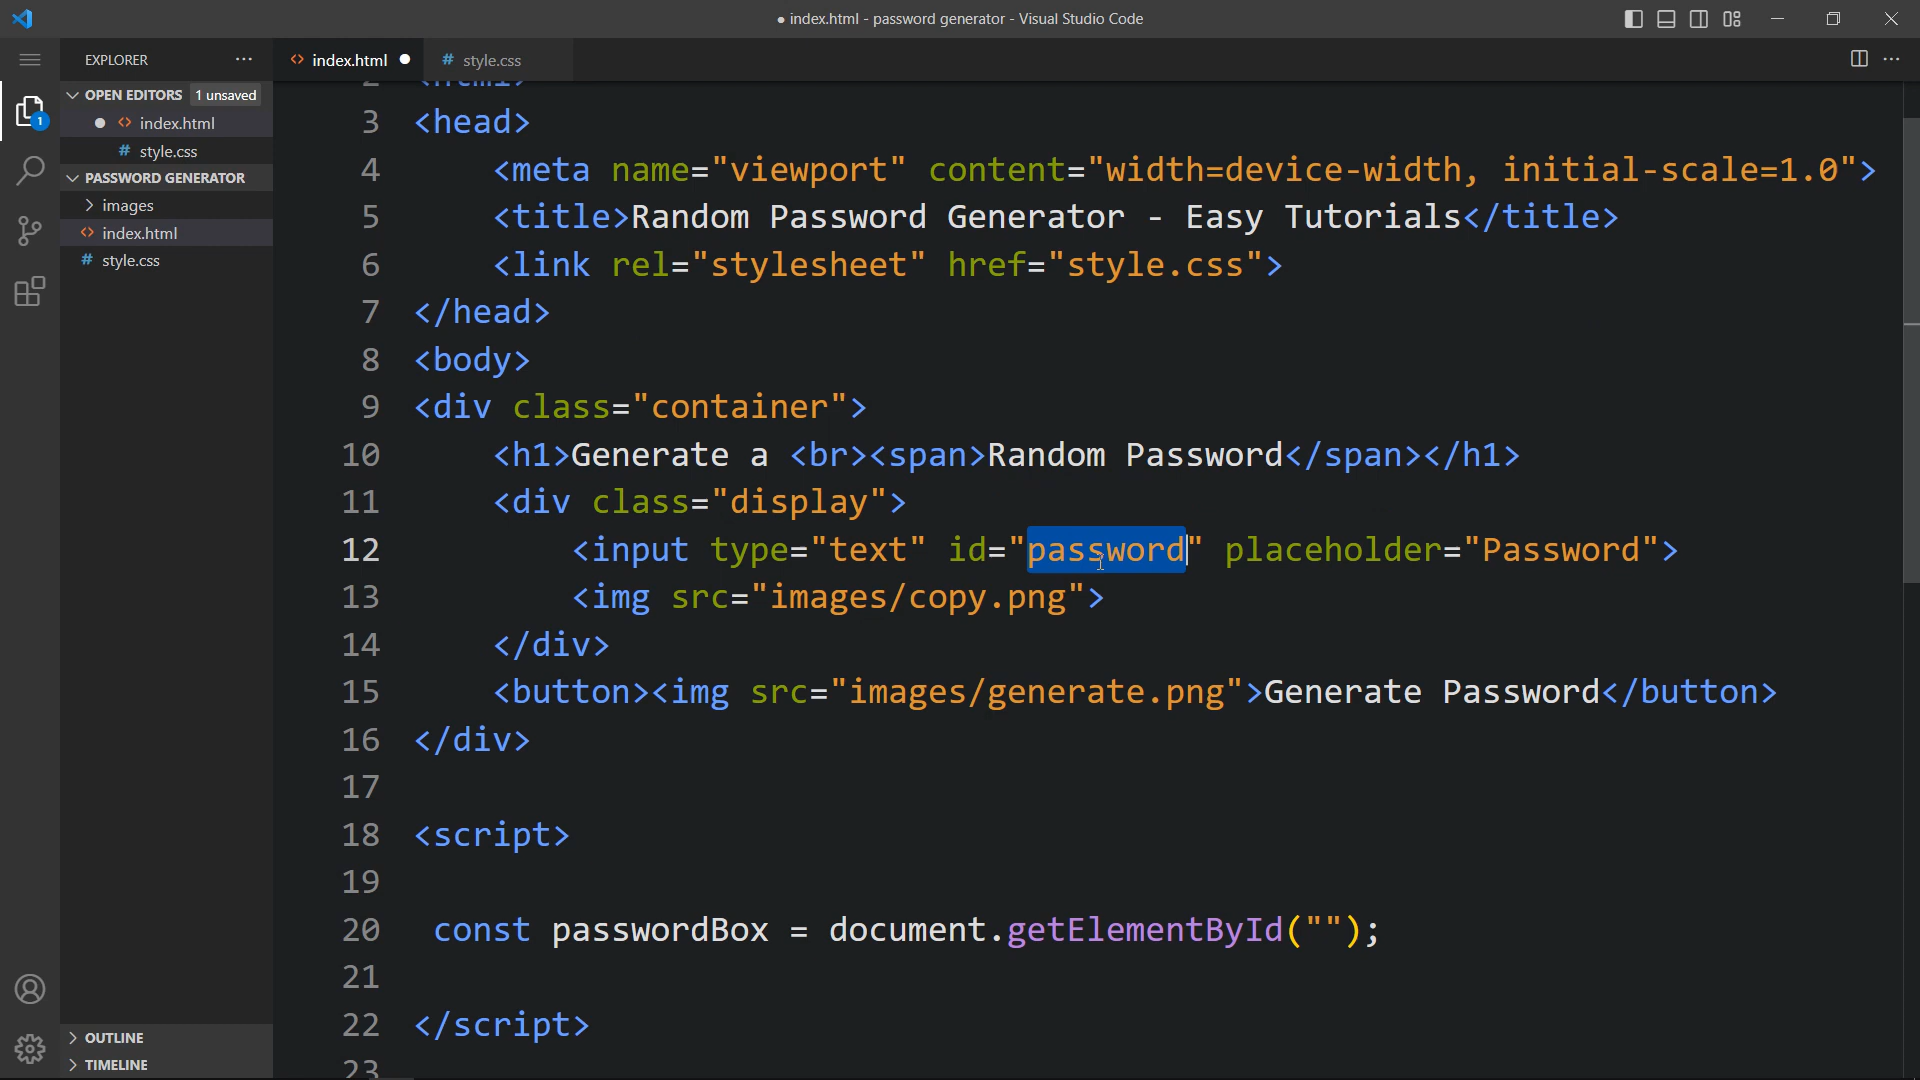 ● index.html - password generator - Visual Studio Code
EXPLORER
index.html
# style.css
OPEN EDITORS 1 unsaved
index.html
# style.css
PASSWORD GENERATOR
images
index.html
# style.css
OUTLINE
TIMELINE
1
2 <html>
3 <head>
4 <meta name="viewport" content="width=device-width, initial-scale=1.0">
5 <title>Random Password Generator - Easy Tutorials</title>
6 <link rel="stylesheet" href="style.css">
7 </head>
8 <body>
9 <div class="container">
10 <h1>Generate a <br><span>Random Password</span></h1>
11 <div class="display">
12 <input type="text" id="password" placeholder="Password">
13 <img src="images/copy.png">
14 </div>
15 <button><img src="images/generate.png">Generate Password</button>
16 </div>
17
18 <script>
19
20 const passwordBox = document.getElementById("");
21
22 </script>
23